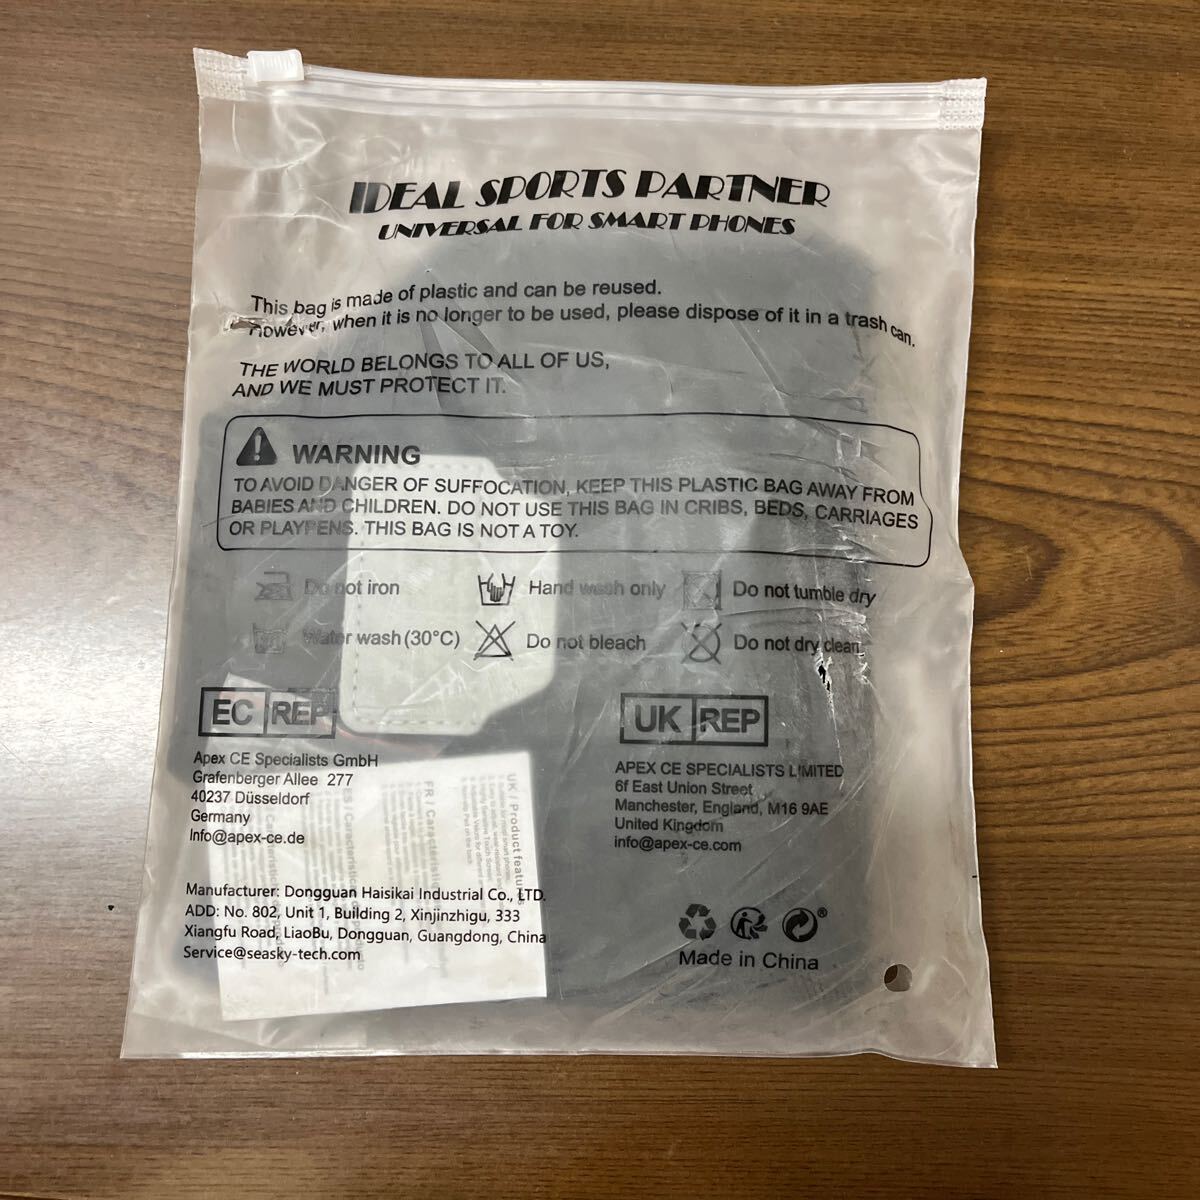 IDEAL SPORTS PARTNER
UNIVERSAL FOR SMART PHONES
This bag is made of plastic and can be reused.
However, when it is no longer to be used, please dispose of it in a trash can.
THE WORLD BELONGS TO ALL OF US,
AND WE MUST PROTECT IT.
WARNING
TO AVOID DANGER OF SUFFOCATION, KEEP THIS PLASTIC BAG AWAY FROM
BABIES AND CHILDREN. DO NOT USE THIS BAG IN CRIBS, BEDS, CARRIAGES
OR PLAYPENS. THIS BAG IS NOT A TOY.
Do not iron
Hand wash only
Do not tumble dry
Water wash (30°C)
Do not bleach
Do not dry clean
EC REP
Apex CE Specialists GmbH
Grafenberger Allee 277
40237 Düsseldorf
Germany
Info@apex-ce.de
UK REP
APEX CE SPECIALISTS LIMITED
6f East Union Street
Manchester, England, M16 9AE
United Kingdom
info@apex-ce.com
UK / Product features
FR / Caractéristiques
ES / Caracterís
Manufacturer: Dongguan Haisikai Industrial Co., LTD.
ADD: No. 802, Unit 1, Building 2, Xinjinzhigu, 333
Xiangfu Road, LiaoBu, Dongguan, Guangdong, China
Service@seasky-tech.com
®
Made in China